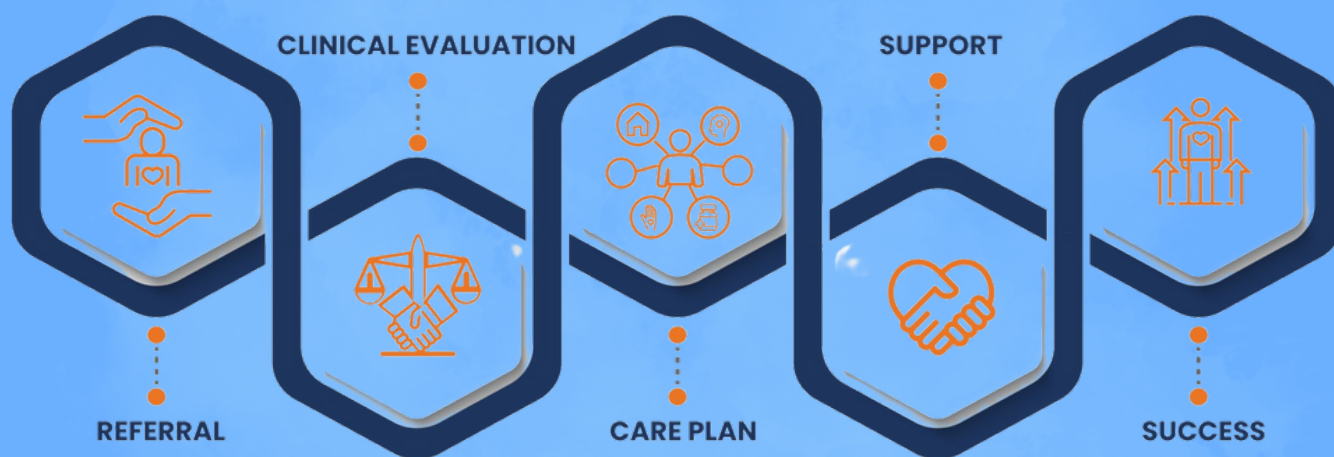 CLINICAL EVALUATION
SUPPORT
REFERRAL
CARE PLAN
SUCCESS